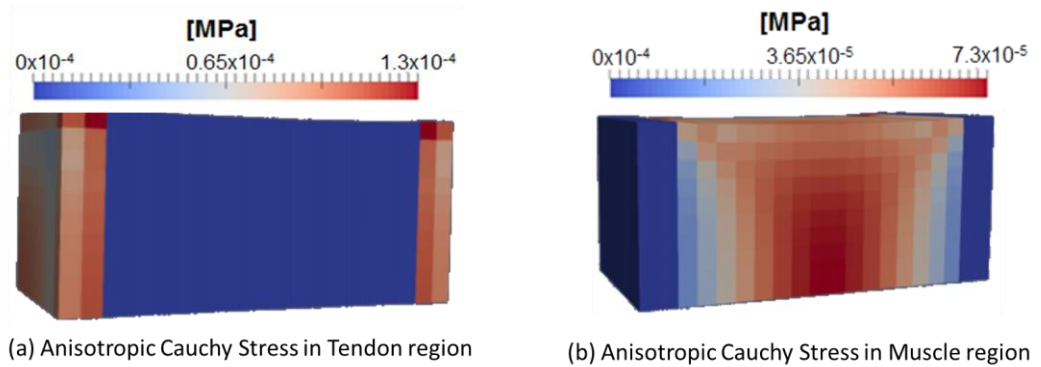 [MPa]
0x10⁻⁴ 0.65x10⁻⁴ 1.3x10⁻⁴
(a) Anisotropic Cauchy Stress in Tendon region
[MPa]
0x10⁻⁴ 3.65x10⁻⁵ 7.3x10⁻⁵
(b) Anisotropic Cauchy Stress in Muscle region